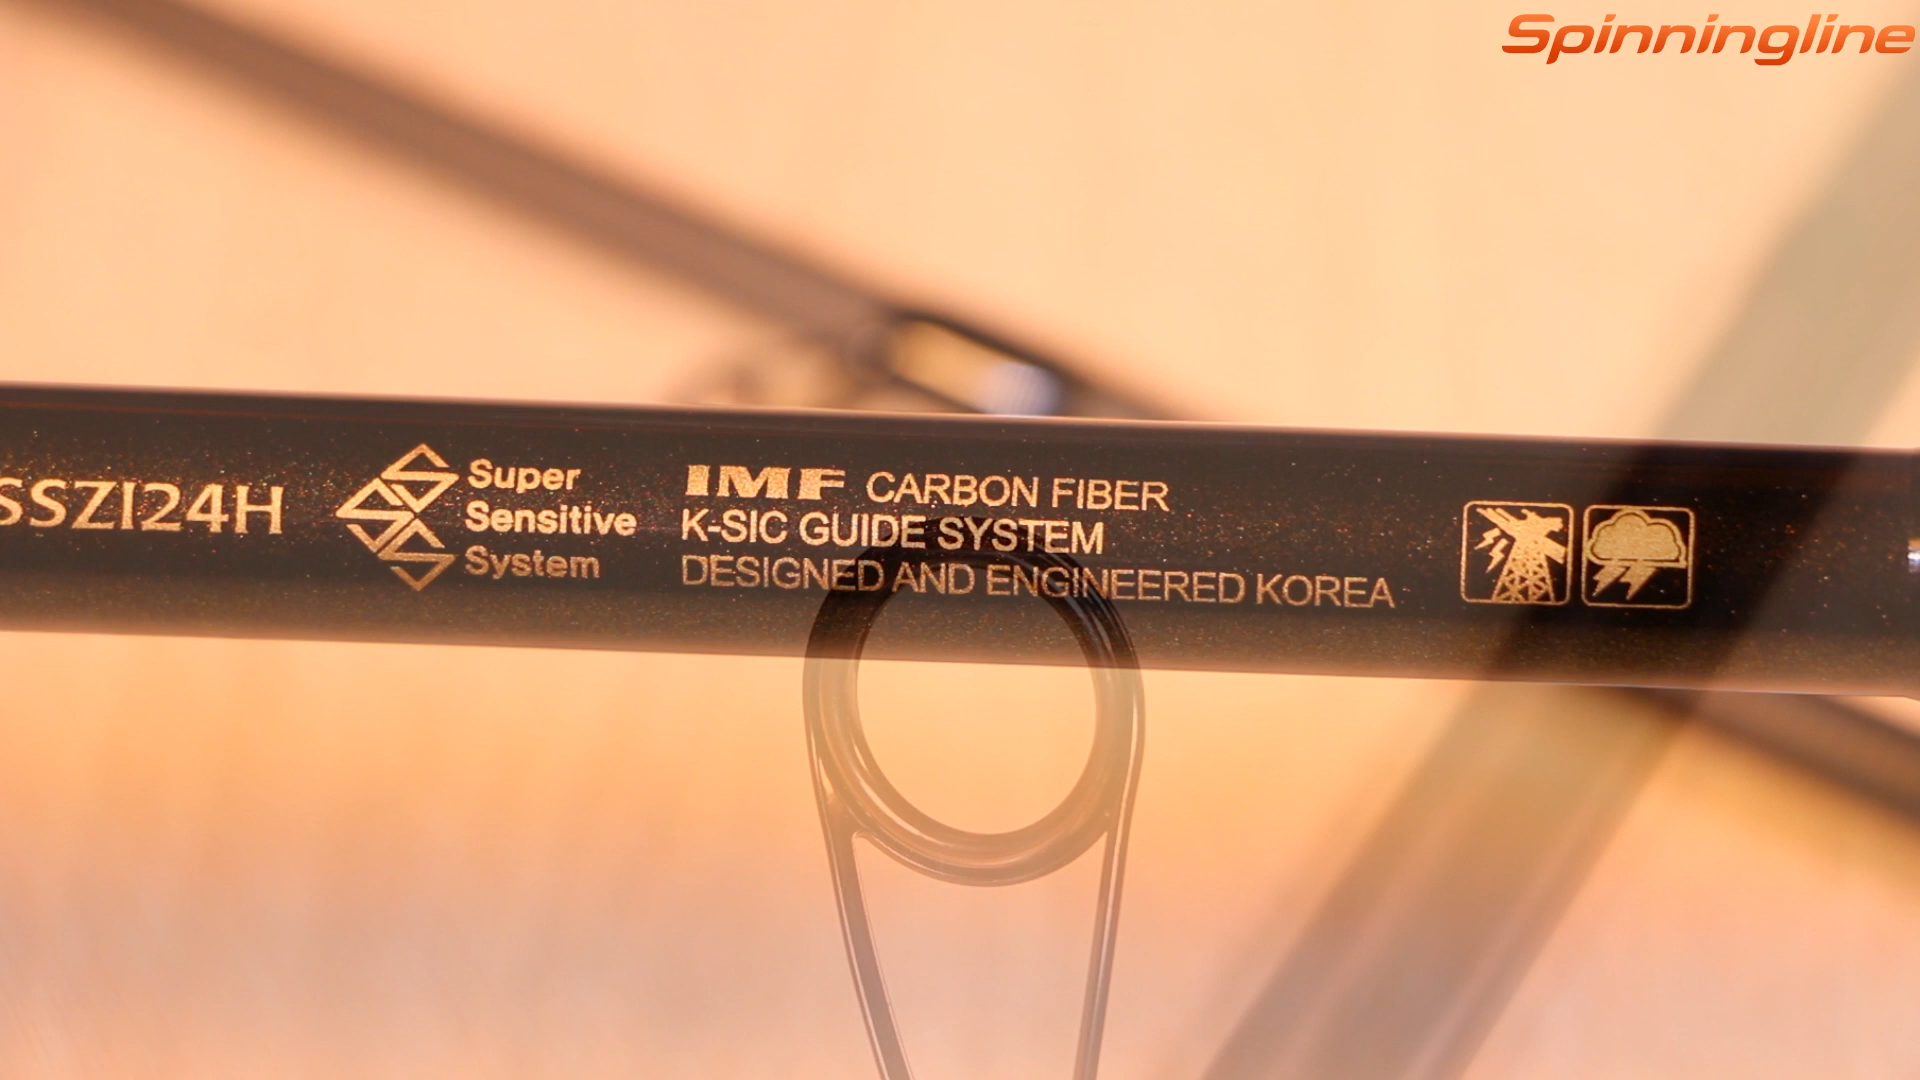 Spinningline
SSZI24H
Super
Sensitive
System
IMF CARBON FIBER
K-SIC GUIDE SYSTEM
DESIGNED AND ENGINEERED KOREA